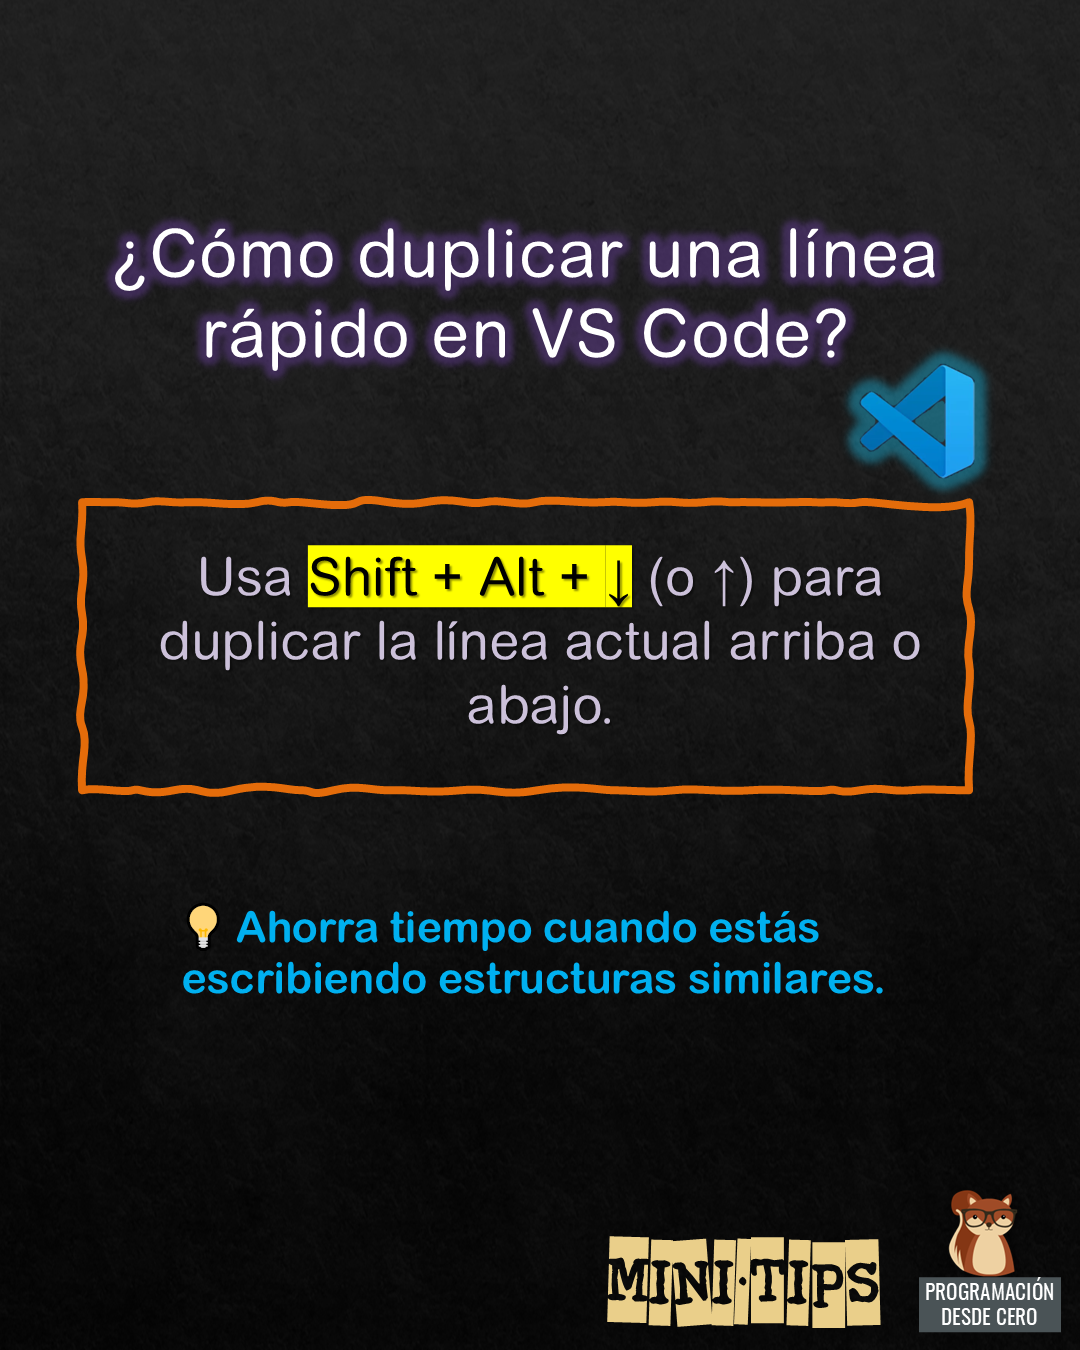 ¿Cómo duplicar una línea
rápido en VS Code?
Usa Shift + Alt + ↓ (o ↑) para
duplicar la línea actual arriba o
abajo.
💡 Ahorra tiempo cuando estás
escribiendo estructuras similares.
MINI·TIPS
PROGRAMACIÓN
DESDE CERO